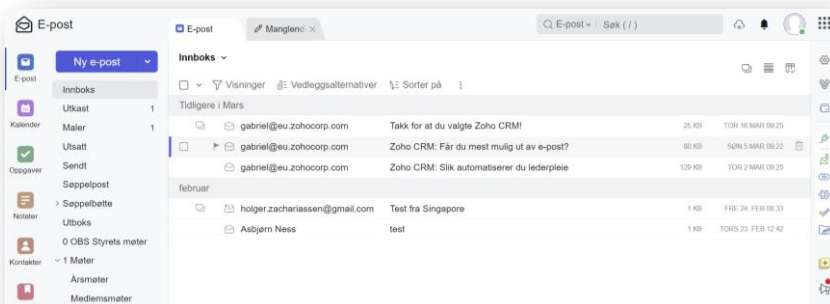 E-post
E-post
Manglend
E-post
Søk ( / )
E-post
Kalender
Oppgaver
Notater
Kontakter
Ny e-post
Innboks
Utkast 1
Maler 1
Utsatt
Sendt
Søppelpost
Søppelbøtte
Utboks
0 OBS Styrets møter
1 Møter
Årsmøter
Medlemsmøter
Innboks
Visninger Vedleggsalternativer Sorter på
Tidligere i Mars
gabriel@eu.zohocorp.com Takk for at du valgte Zoho CRM! 25 KB TOR 16 MAR 09:25
gabriel@eu.zohocorp.com Zoho CRM: Får du mest mulig ut av e-post? 80 KB SØN 5 MAR 09:22
gabriel@eu.zohocorp.com Zoho CRM: Slik automatiserer du lederpleie 129 KB TOR 2 MAR 09:25
februar
holger.zachariassen@gmail.com Test fra Singapore 1 KB FRE 24 FEB 08:33
Asbjørn Ness test 1 KB TORS 23 FEB 12:42